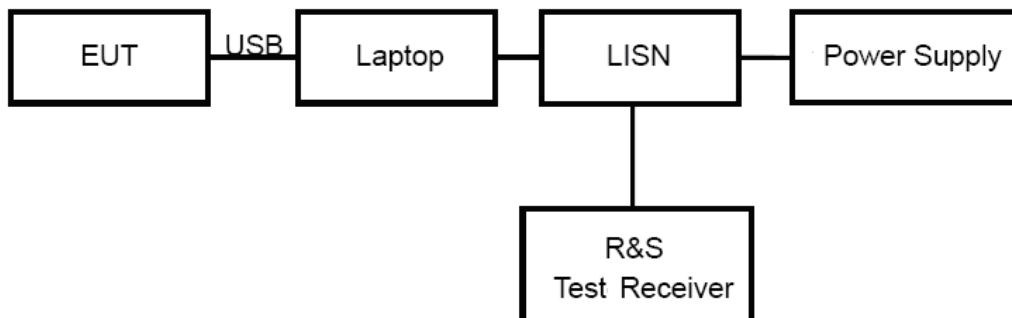 EUT
USB
Laptop
LISN
Power Supply
R&S
Test Receiver